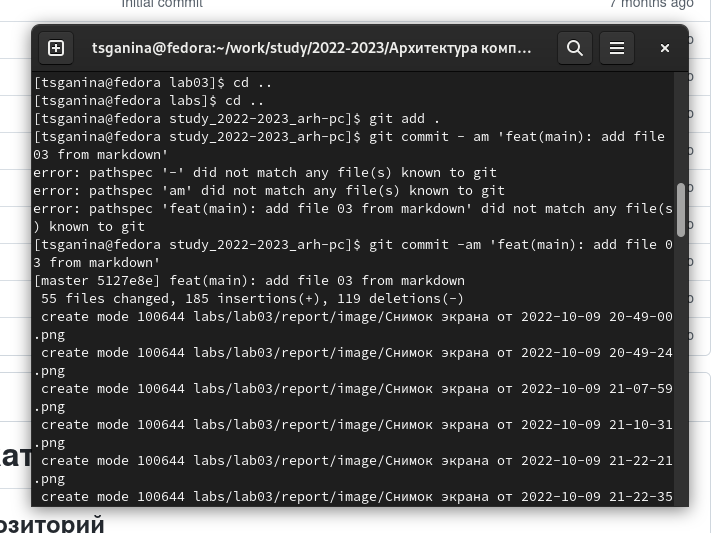 Initial commit 7 months ago
tsganina@fedora:~/work/study/2022-2023/Архитектура комп...
[tsganina@fedora lab03]$ cd ..
[tsganina@fedora labs]$ cd ..
[tsganina@fedora study_2022-2023_arh-pc]$ git add .
[tsganina@fedora study_2022-2023_arh-pc]$ git commit - am 'feat(main): add file
03 from markdown'
error: pathspec '-' did not match any file(s) known to git
error: pathspec 'am' did not match any file(s) known to git
error: pathspec 'feat(main): add file 03 from markdown' did not match any file(s
) known to git
[tsganina@fedora study_2022-2023_arh-pc]$ git commit -am 'feat(main): add file 0
3 from markdown'
[master 5127e8e] feat(main): add file 03 from markdown
55 files changed, 185 insertions(+), 119 deletions(-)
create mode 100644 labs/lab03/report/image/Снимок экрана от 2022-10-09 20-49-00
.png
create mode 100644 labs/lab03/report/image/Снимок экрана от 2022-10-09 20-49-24
.png
create mode 100644 labs/lab03/report/image/Снимок экрана от 2022-10-09 21-07-59
.png
create mode 100644 labs/lab03/report/image/Снимок экрана от 2022-10-09 21-10-31
.png
create mode 100644 labs/lab03/report/image/Снимок экрана от 2022-10-09 21-22-21
.png
create mode 100644 labs/lab03/report/image/Снимок экрана от 2022-10-09 21-22-35